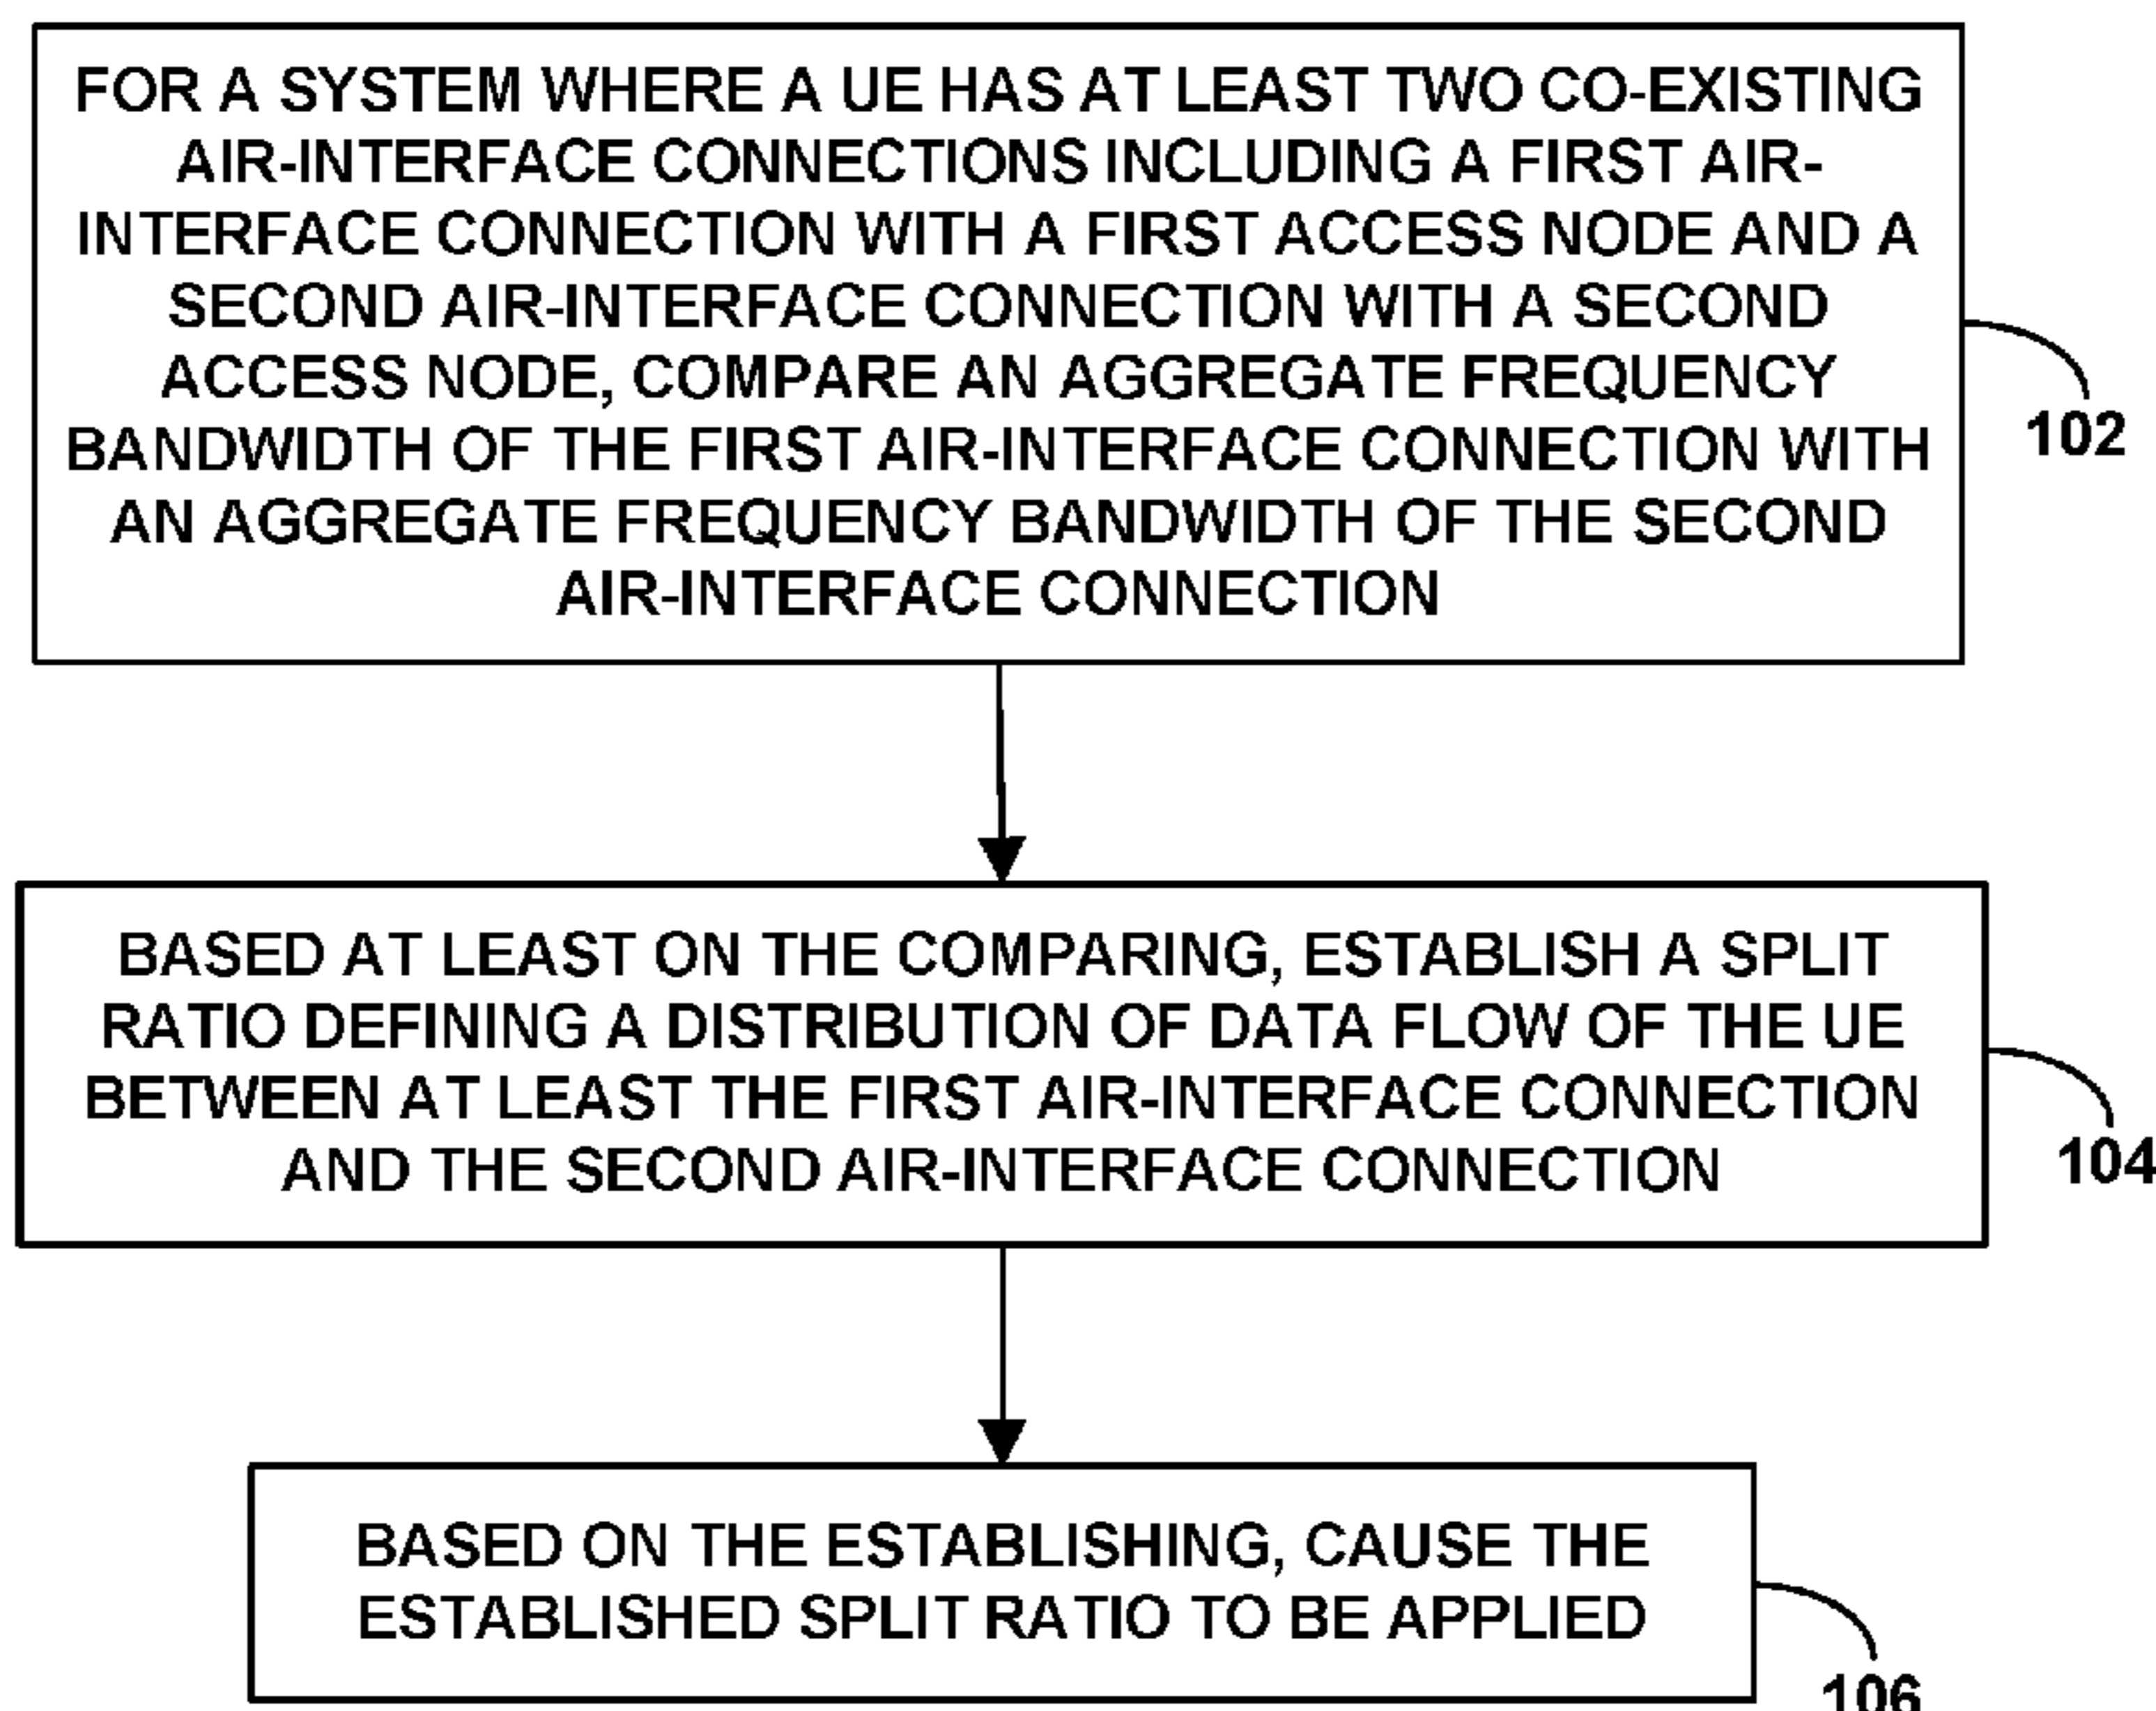 FOR A SYSTEM WHERE A UE HAS AT LEAST TWO CO-EXISTING
AIR-INTERFACE CONNECTIONS INCLUDING A FIRST AIR-
INTERFACE CONNECTION WITH A FIRST ACCESS NODE AND A
SECOND AIR-INTERFACE CONNECTION WITH A SECOND
ACCESS NODE, COMPARE AN AGGREGATE FREQUENCY
BANDWIDTH OF THE FIRST AIR-INTERFACE CONNECTION WITH
AN AGGREGATE FREQUENCY BANDWIDTH OF THE SECOND
AIR-INTERFACE CONNECTION
102
BASED AT LEAST ON THE COMPARING, ESTABLISH A SPLIT
RATIO DEFINING A DISTRIBUTION OF DATA FLOW OF THE UE
BETWEEN AT LEAST THE FIRST AIR-INTERFACE CONNECTION
AND THE SECOND AIR-INTERFACE CONNECTION
104
BASED ON THE ESTABLISHING, CAUSE THE
ESTABLISHED SPLIT RATIO TO BE APPLIED
106